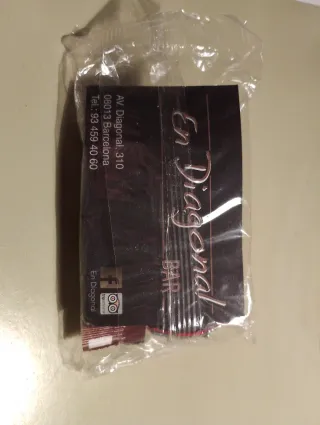 En Diagonal
BAR
AV. Diagonal, 310
08013 Barcelona
Tel.: 93 459 40 60
En Diagonal